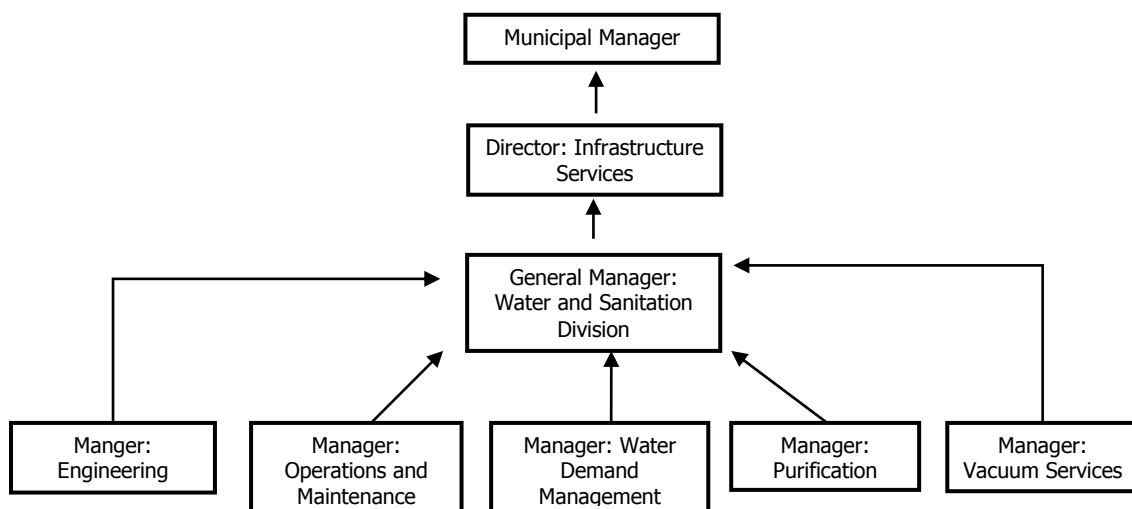 Municipal Manager
Director: Infrastructure
Services
General Manager:
Water and Sanitation
Division
Manger:
Engineering
Manager:
Operations and
Maintenance
Manager: Water
Demand
Management
Manager:
Purification
Manager:
Vacuum Services